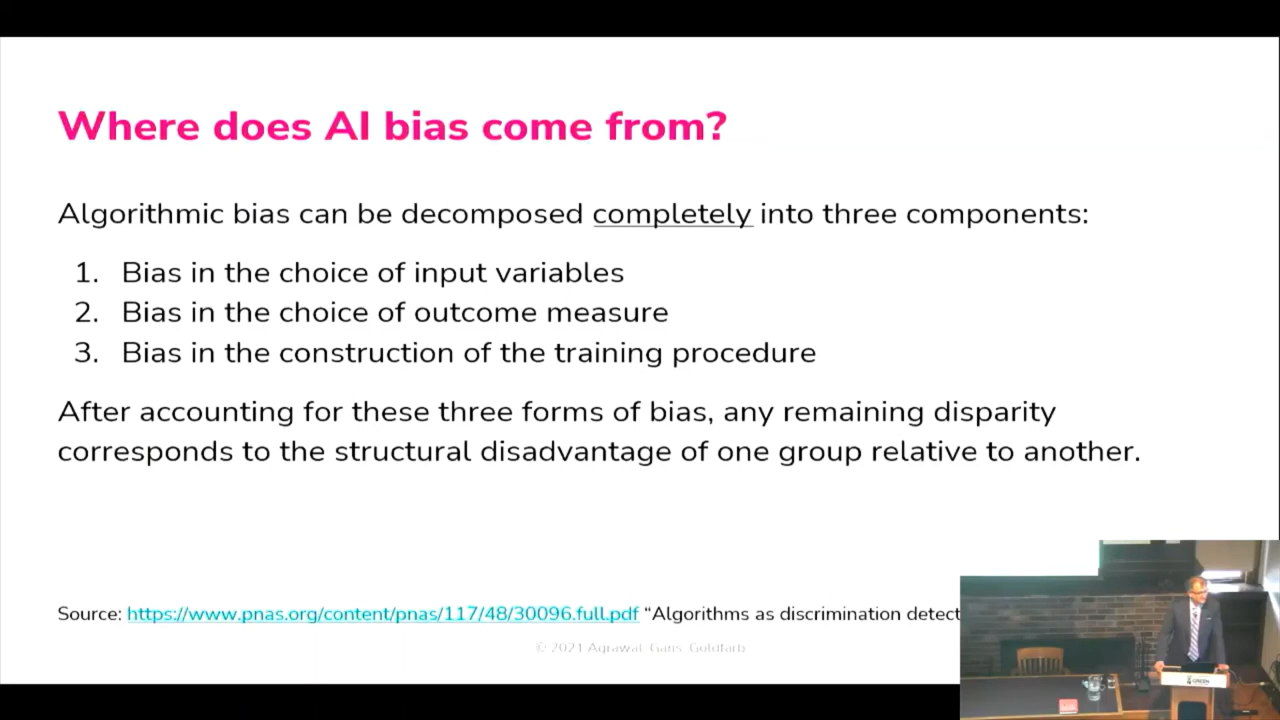 Where does AI bias come from?
Algorithmic bias can be decomposed completely into three components:
1. Bias in the choice of input variables
2. Bias in the choice of outcome measure
3. Bias in the construction of the training procedure
After accounting for these three forms of bias, any remaining disparity
corresponds to the structural disadvantage of one group relative to another.
Source: https://www.pnas.org/content/pnas/117/48/30096.full.pdf “Algorithms as discrimination detect
© 2021 Agrawal, Gans, Goldfarb
GREEN